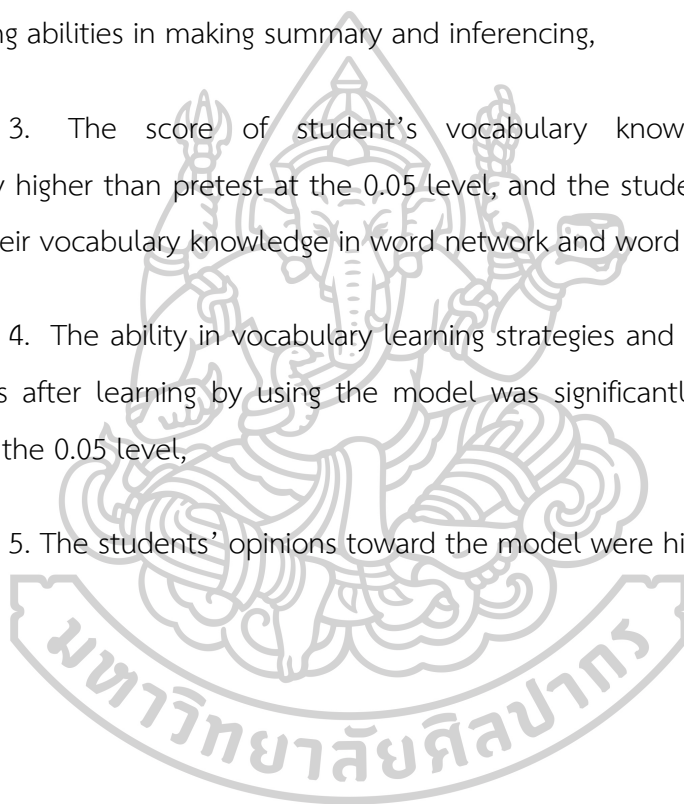 ng abilities in making summary and inferencing,
3. The score of student’s vocabulary know
y higher than pretest at the 0.05 level, and the stude
eir vocabulary knowledge in word network and word
4. The ability in vocabulary learning strategies and
s after learning by using the model was significantl
the 0.05 level,
5. The students’ opinions toward the model were hi
มหาวิทยาลัยศิลปากร